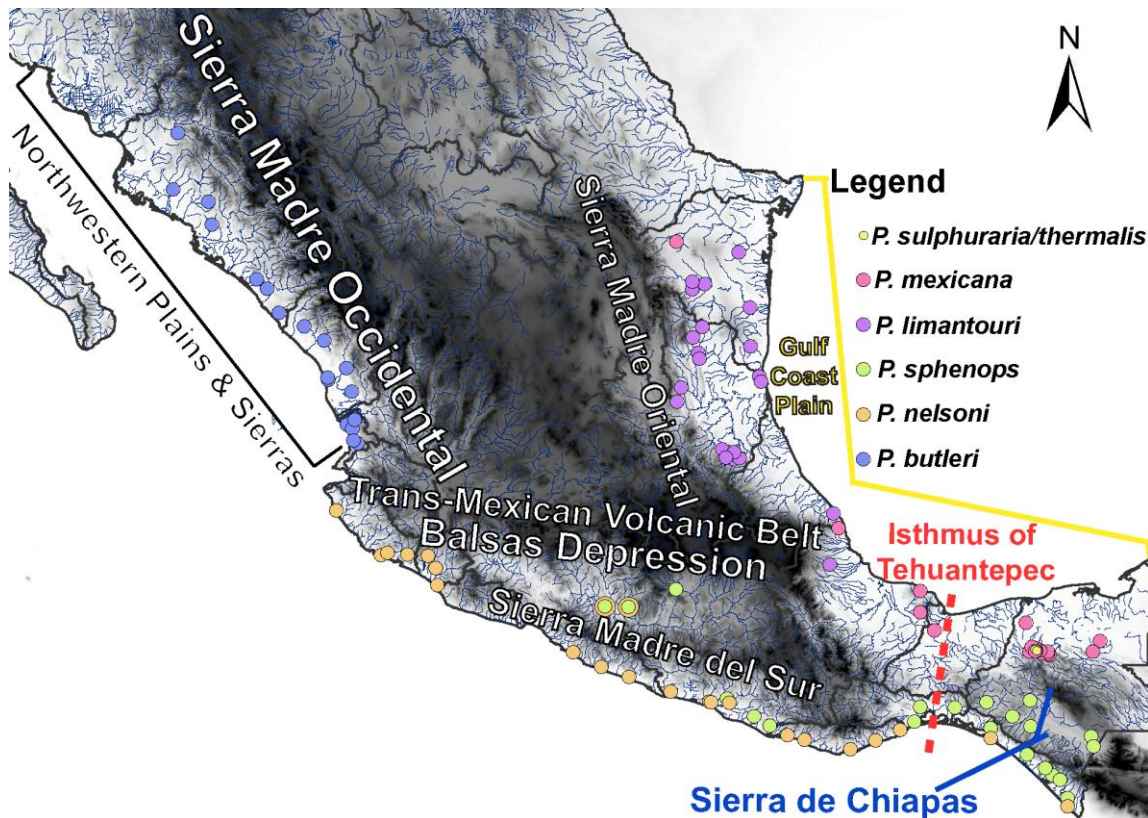 N
Legend
P. sulphuraria/thermalis
P. mexicana
P. limantouri
P. sphenops
P. nelsoni
P. butleri
Sierra Madre Occidental
Northwestern Plains & Sierras
Sierra Madre Oriental
Gulf
Coast
Plain
Trans-Mexican Volcanic Belt
Balsas Depression
Sierra Madre del Sur
Isthmus of
Tehuantepec
Sierra de Chiapas